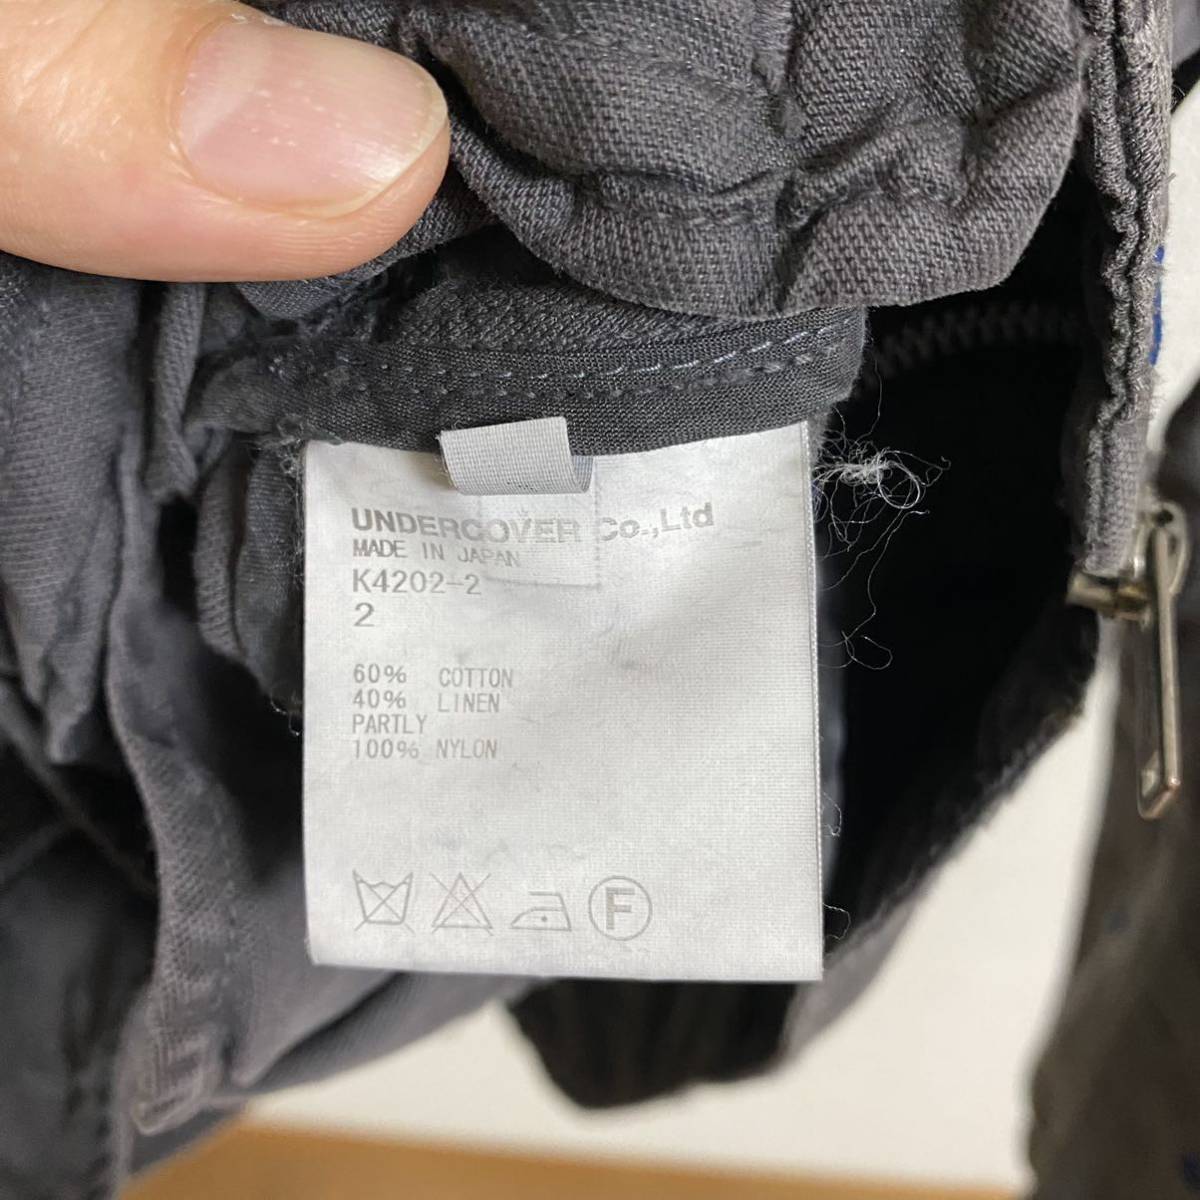 UNDERCOVER Co.,Ltd
MADE IN JAPAN
K4202-2
2
60% COTTON
40% LINEN
PARTLY
100% NYLON
F